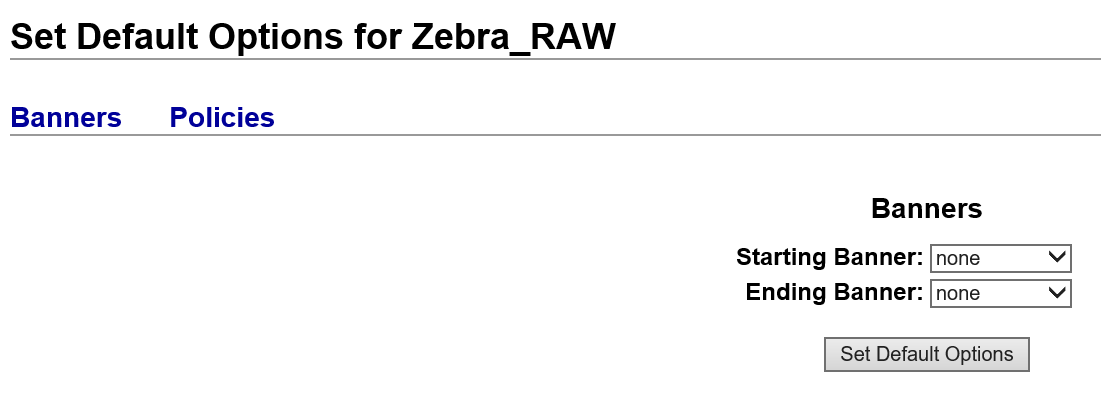 Set Default Options for Zebra_RAW
Banners Policies
Banners
Starting Banner: none
Ending Banner: none
Set Default Options